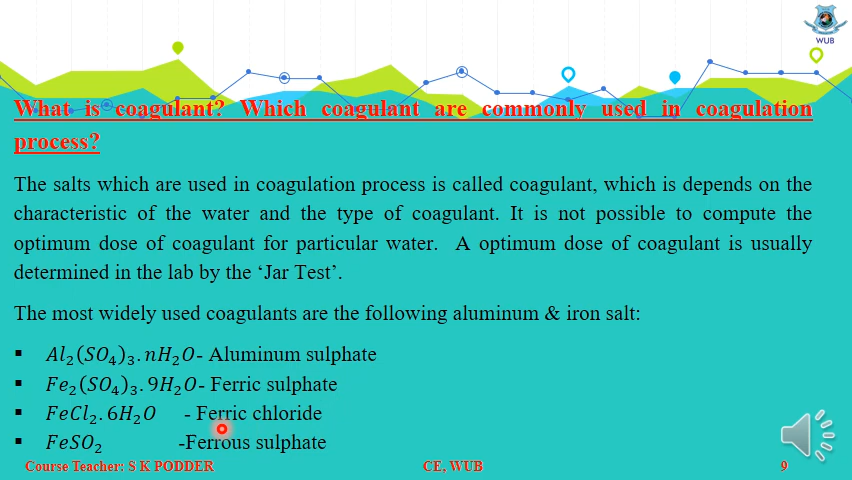 WUB
What is coagulant? Which coagulant are commonly used in coagulation
process?
The salts which are used in coagulation process is called coagulant, which is depends on the
characteristic of the water and the type of coagulant. It is not possible to compute the
optimum dose of coagulant for particular water. A optimum dose of coagulant is usually
determined in the lab by the ‘Jar Test’.
The most widely used coagulants are the following aluminum & iron salt:
▪ Al₂(SO₄)₃.nH₂O- Aluminum sulphate
▪ Fe₂(SO₄)₃.9H₂O- Ferric sulphate
▪ FeCl₂.6H₂O - Ferric chloride
▪ FeSO₂ -Ferrous sulphate
Course Teacher: S K PODDER CE, WUB 9